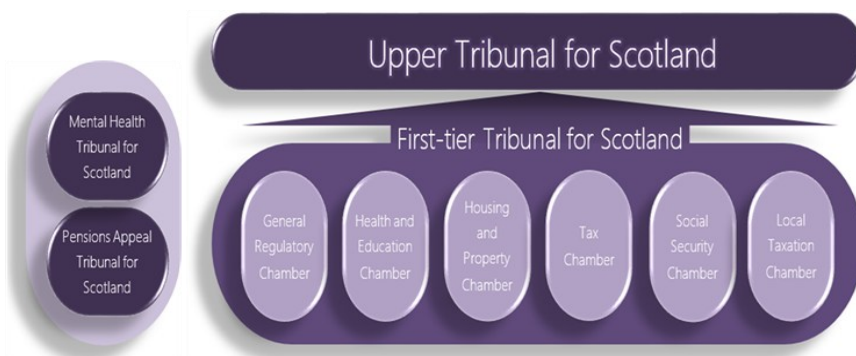 Mental Health
Tribunal for
Scotland
Pensions Appeal
Tribunal for
Scotland
Upper Tribunal for Scotland
First-tier Tribunal for Scotland
General
Regulatory
Chamber
Health and
Education
Chamber
Housing
and
Property
Chamber
Tax
Chamber
Social
Security
Chamber
Local
Taxation
Chamber